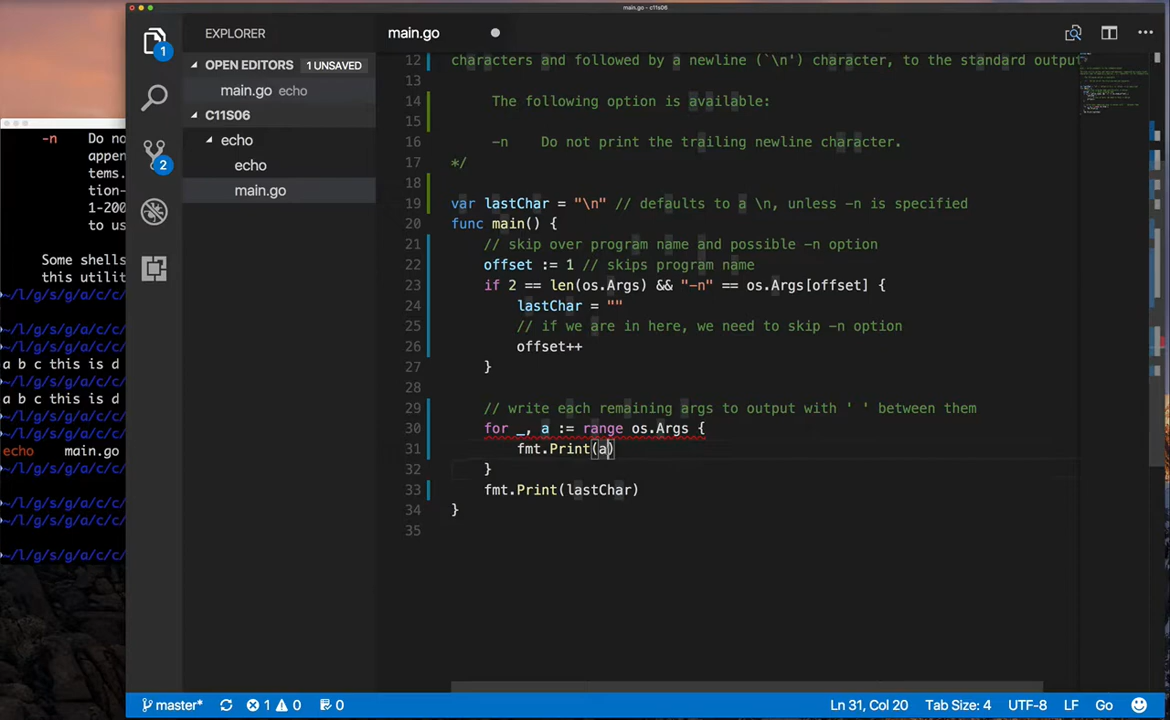 main.go - c11s06
EXPLORER
OPEN EDITORS 1 UNSAVED
main.go echo
C11S06
echo
echo
main.go
1
2
main.go
12 characters and followed by a newline (`\n') character, to the standard output
13
14 The following option is available:
15
16 -n Do not print the trailing newline character.
17 */
18
19 var lastChar = "\n" // defaults to a \n, unless -n is specified
20 func main() {
21 // skip over program name and possible -n option
22 offset := 1 // skips program name
23 if 2 == len(os.Args) && "-n" == os.Args[offset] {
24 lastChar = ""
25 // if we are in here, we need to skip -n option
26 offset++
27 }
28
29 // write each remaining args to output with ' ' between them
30 for _, a := range os.Args {
31 fmt.Print(a)
32 }
33 fmt.Print(lastChar)
34 }
35
-n Do no
appen
tems.
tion-
1-200
to us
Some shells
this utilit
~/l/g/s/g/a/c/c/
~/l/g/s/g/a/c/c/
~/l/g/s/g/a/c/c/
a b c this is d
~/l/g/s/g/a/c/c/
a b c this is d
~/l/g/s/g/a/c/c/
~/l/g/s/g/a/c/c/
echo main.go
~/l/g/s/g/a/c/c/
~/l/g/s/g/a/c/c/
~/l/g/s/g/a/c/c/
master* 1 0 0
Ln 31, Col 20 Tab Size: 4 UTF-8 LF Go